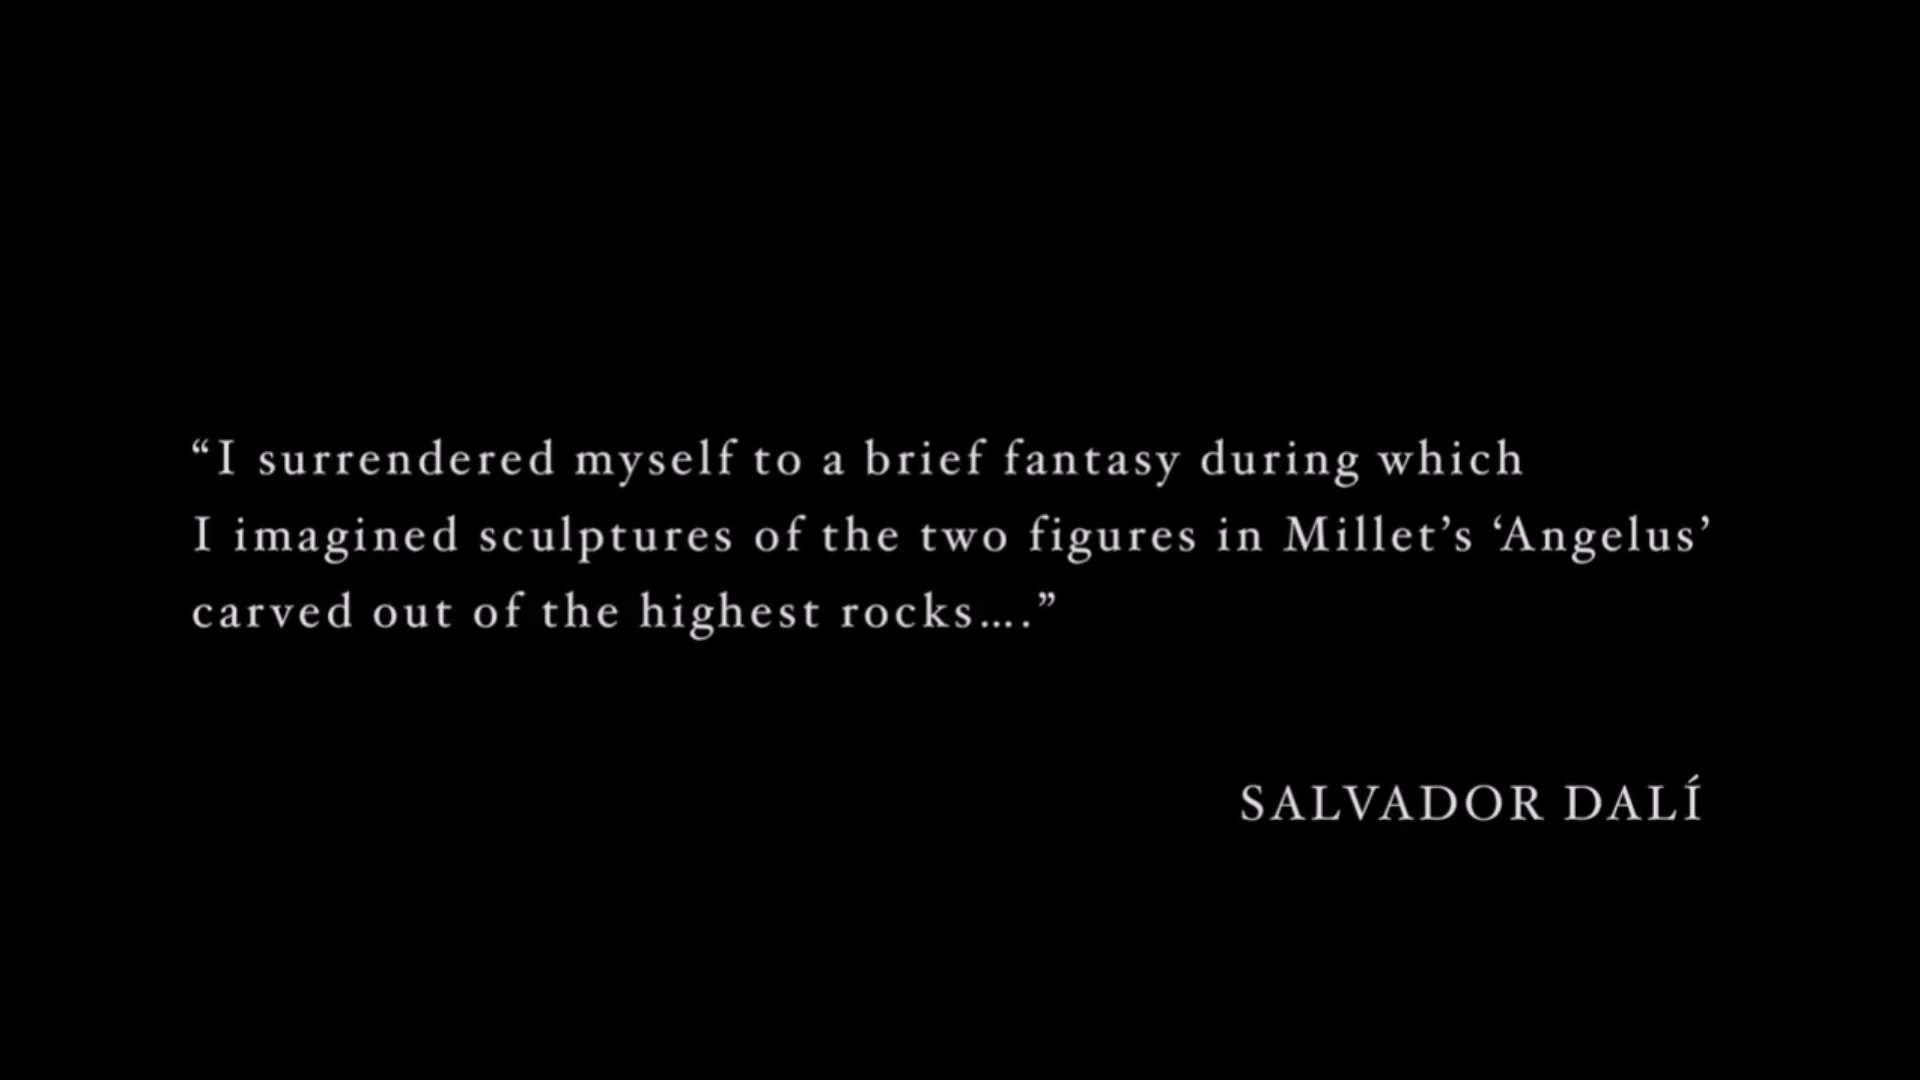 “I surrendered myself to a brief fantasy during which
I imagined sculptures of the two figures in Millet’s ‘Angelus’
carved out of the highest rocks….”
SALVADOR DALÍ